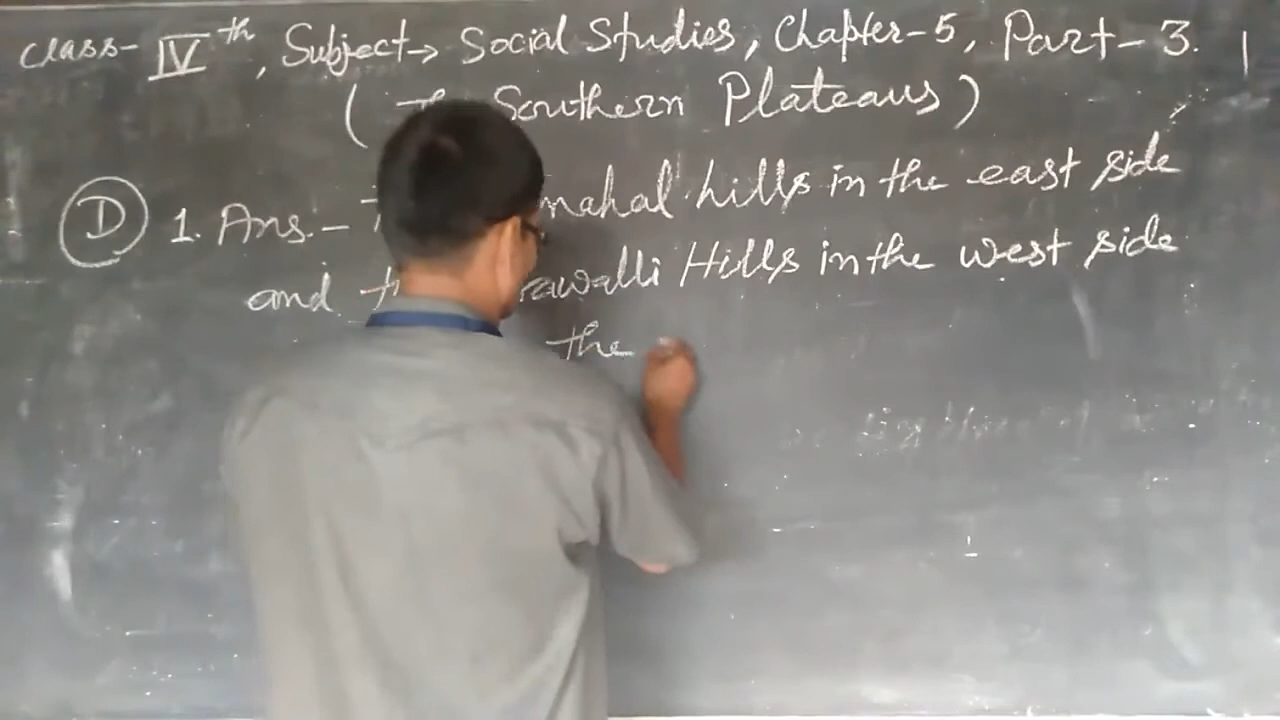 Class- IVth, Subject→ Social Studies, Chapter-5, Part-3.
( Southern Plateaus)
D 1. Ans:- mahal hills in the east side
and rawalli Hills in the west side
the